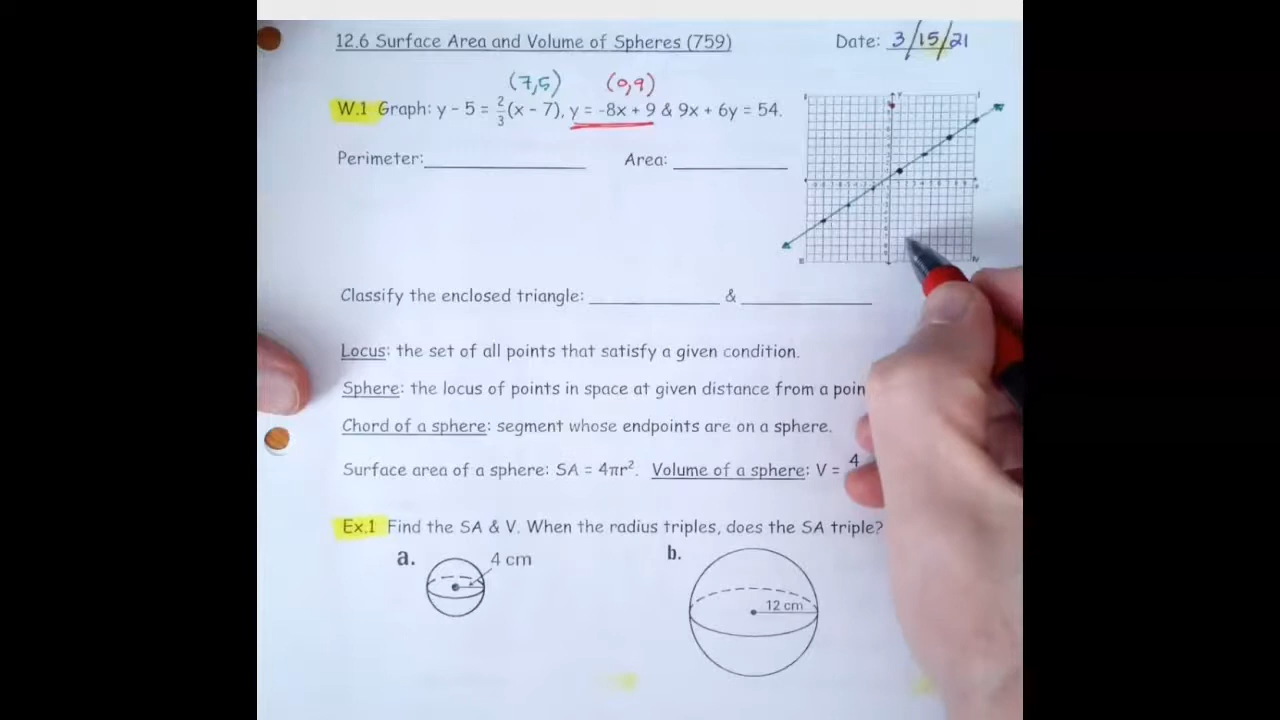 12.6 Surface Area and Volume of Spheres (759) Date: 3/15/21
(7,5) (0,9)
W.1 Graph: y - 5 = 2/3(x - 7), y = -8x + 9 & 9x + 6y = 54.
Perimeter:____________ Area: __________
Classify the enclosed triangle: __________ & __________
Locus: the set of all points that satisfy a given condition.
Sphere: the locus of points in space at given distance from a poin
Chord of a sphere: segment whose endpoints are on a sphere.
Surface area of a sphere: SA = 4πr². Volume of a sphere: V = 4
Ex.1 Find the SA & V. When the radius triples, does the SA triple?
a. 4 cm
b. 12 cm